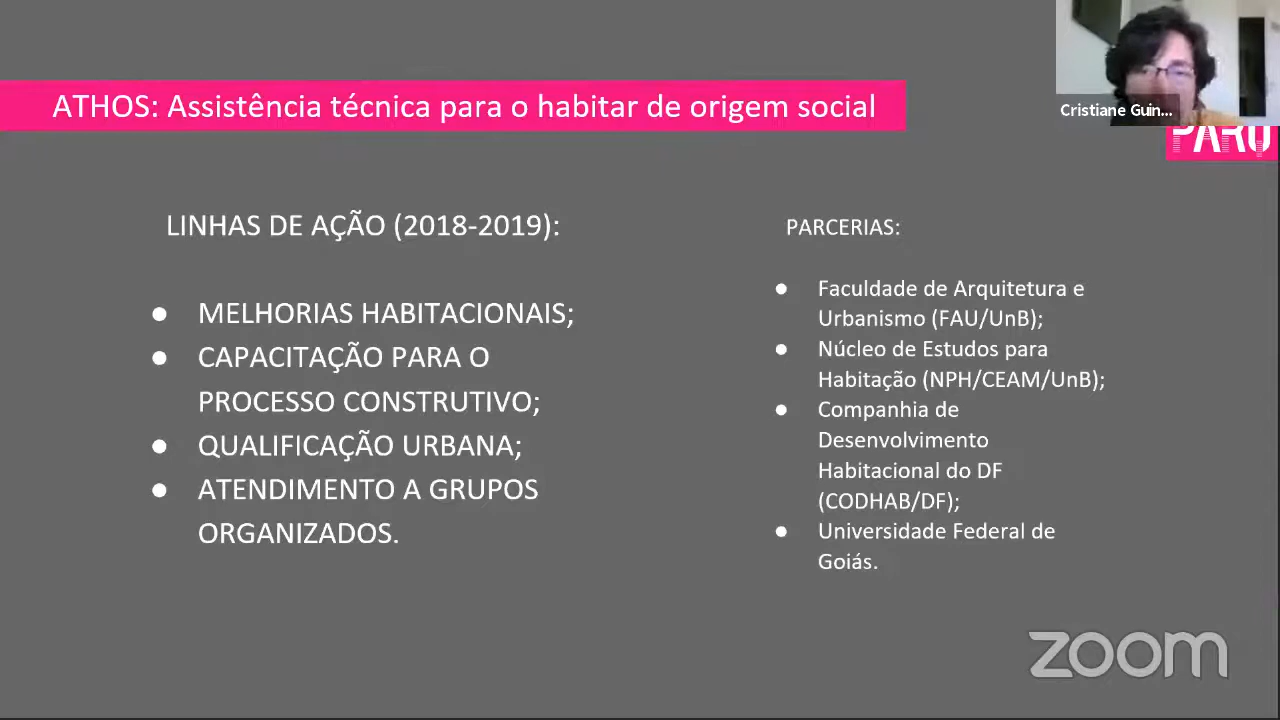 ATHOS: Assistência técnica para o habitar de origem social
Cristiane Guin...
LINHAS DE AÇÃO (2018-2019):
● MELHORIAS HABITACIONAIS;
● CAPACITAÇÃO PARA O
PROCESSO CONSTRUTIVO;
● QUALIFICAÇÃO URBANA;
● ATENDIMENTO A GRUPOS
ORGANIZADOS.
PARCERIAS:
● Faculdade de Arquitetura e
Urbanismo (FAU/UnB);
● Núcleo de Estudos para
Habitação (NPH/CEAM/UnB);
● Companhia de
Desenvolvimento
Habitacional do DF
(CODHAB/DF);
● Universidade Federal de
Goiás.
zoom